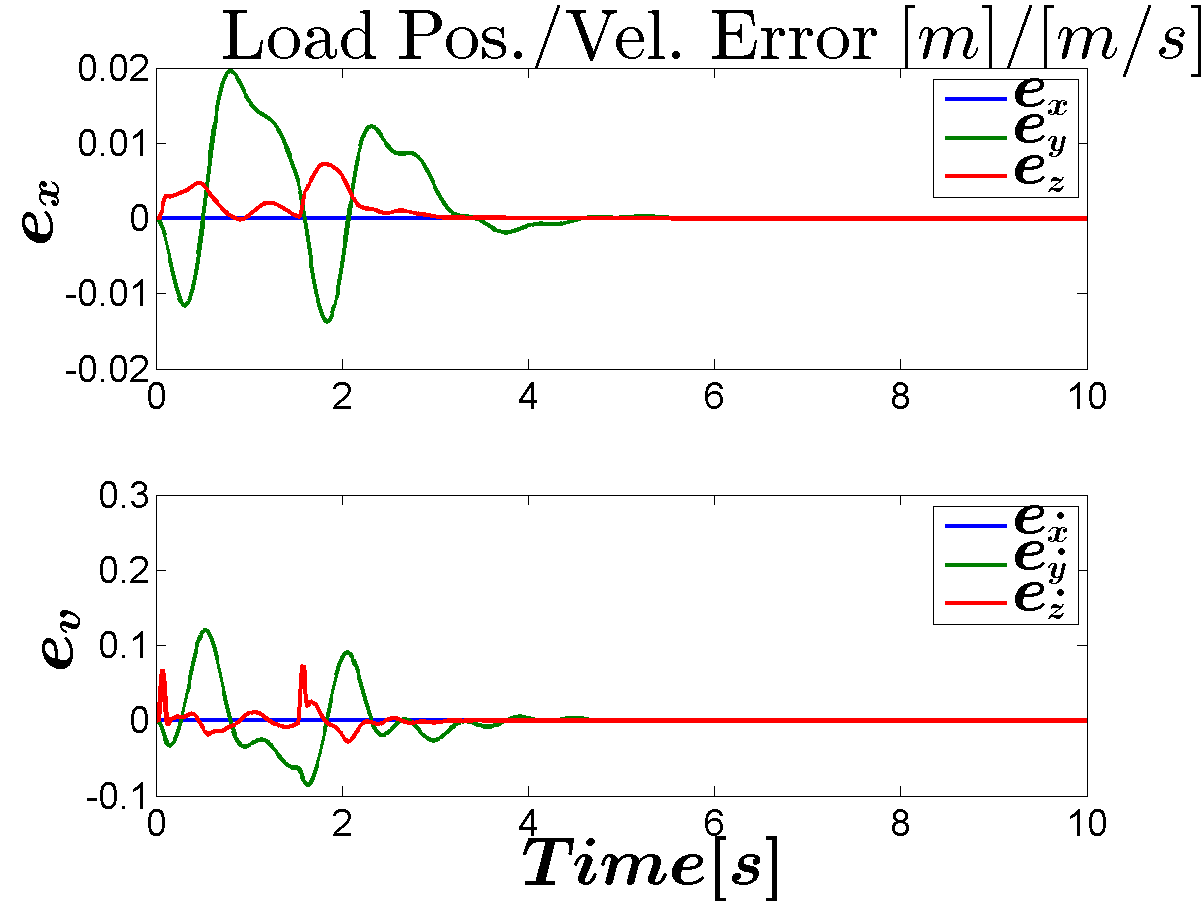 Load Pos./Vel. Error [m]/[m/s]
0.02
0.01
0
-0.01
-0.02
e_x
e_x
e_y
e_z
0 2 4 6 8 10
0.3
0.2
0.1
0
-0.1
e_v
e_ẋ
e_ẏ
e_ż
0 2 4 6 8 10
Time[s]